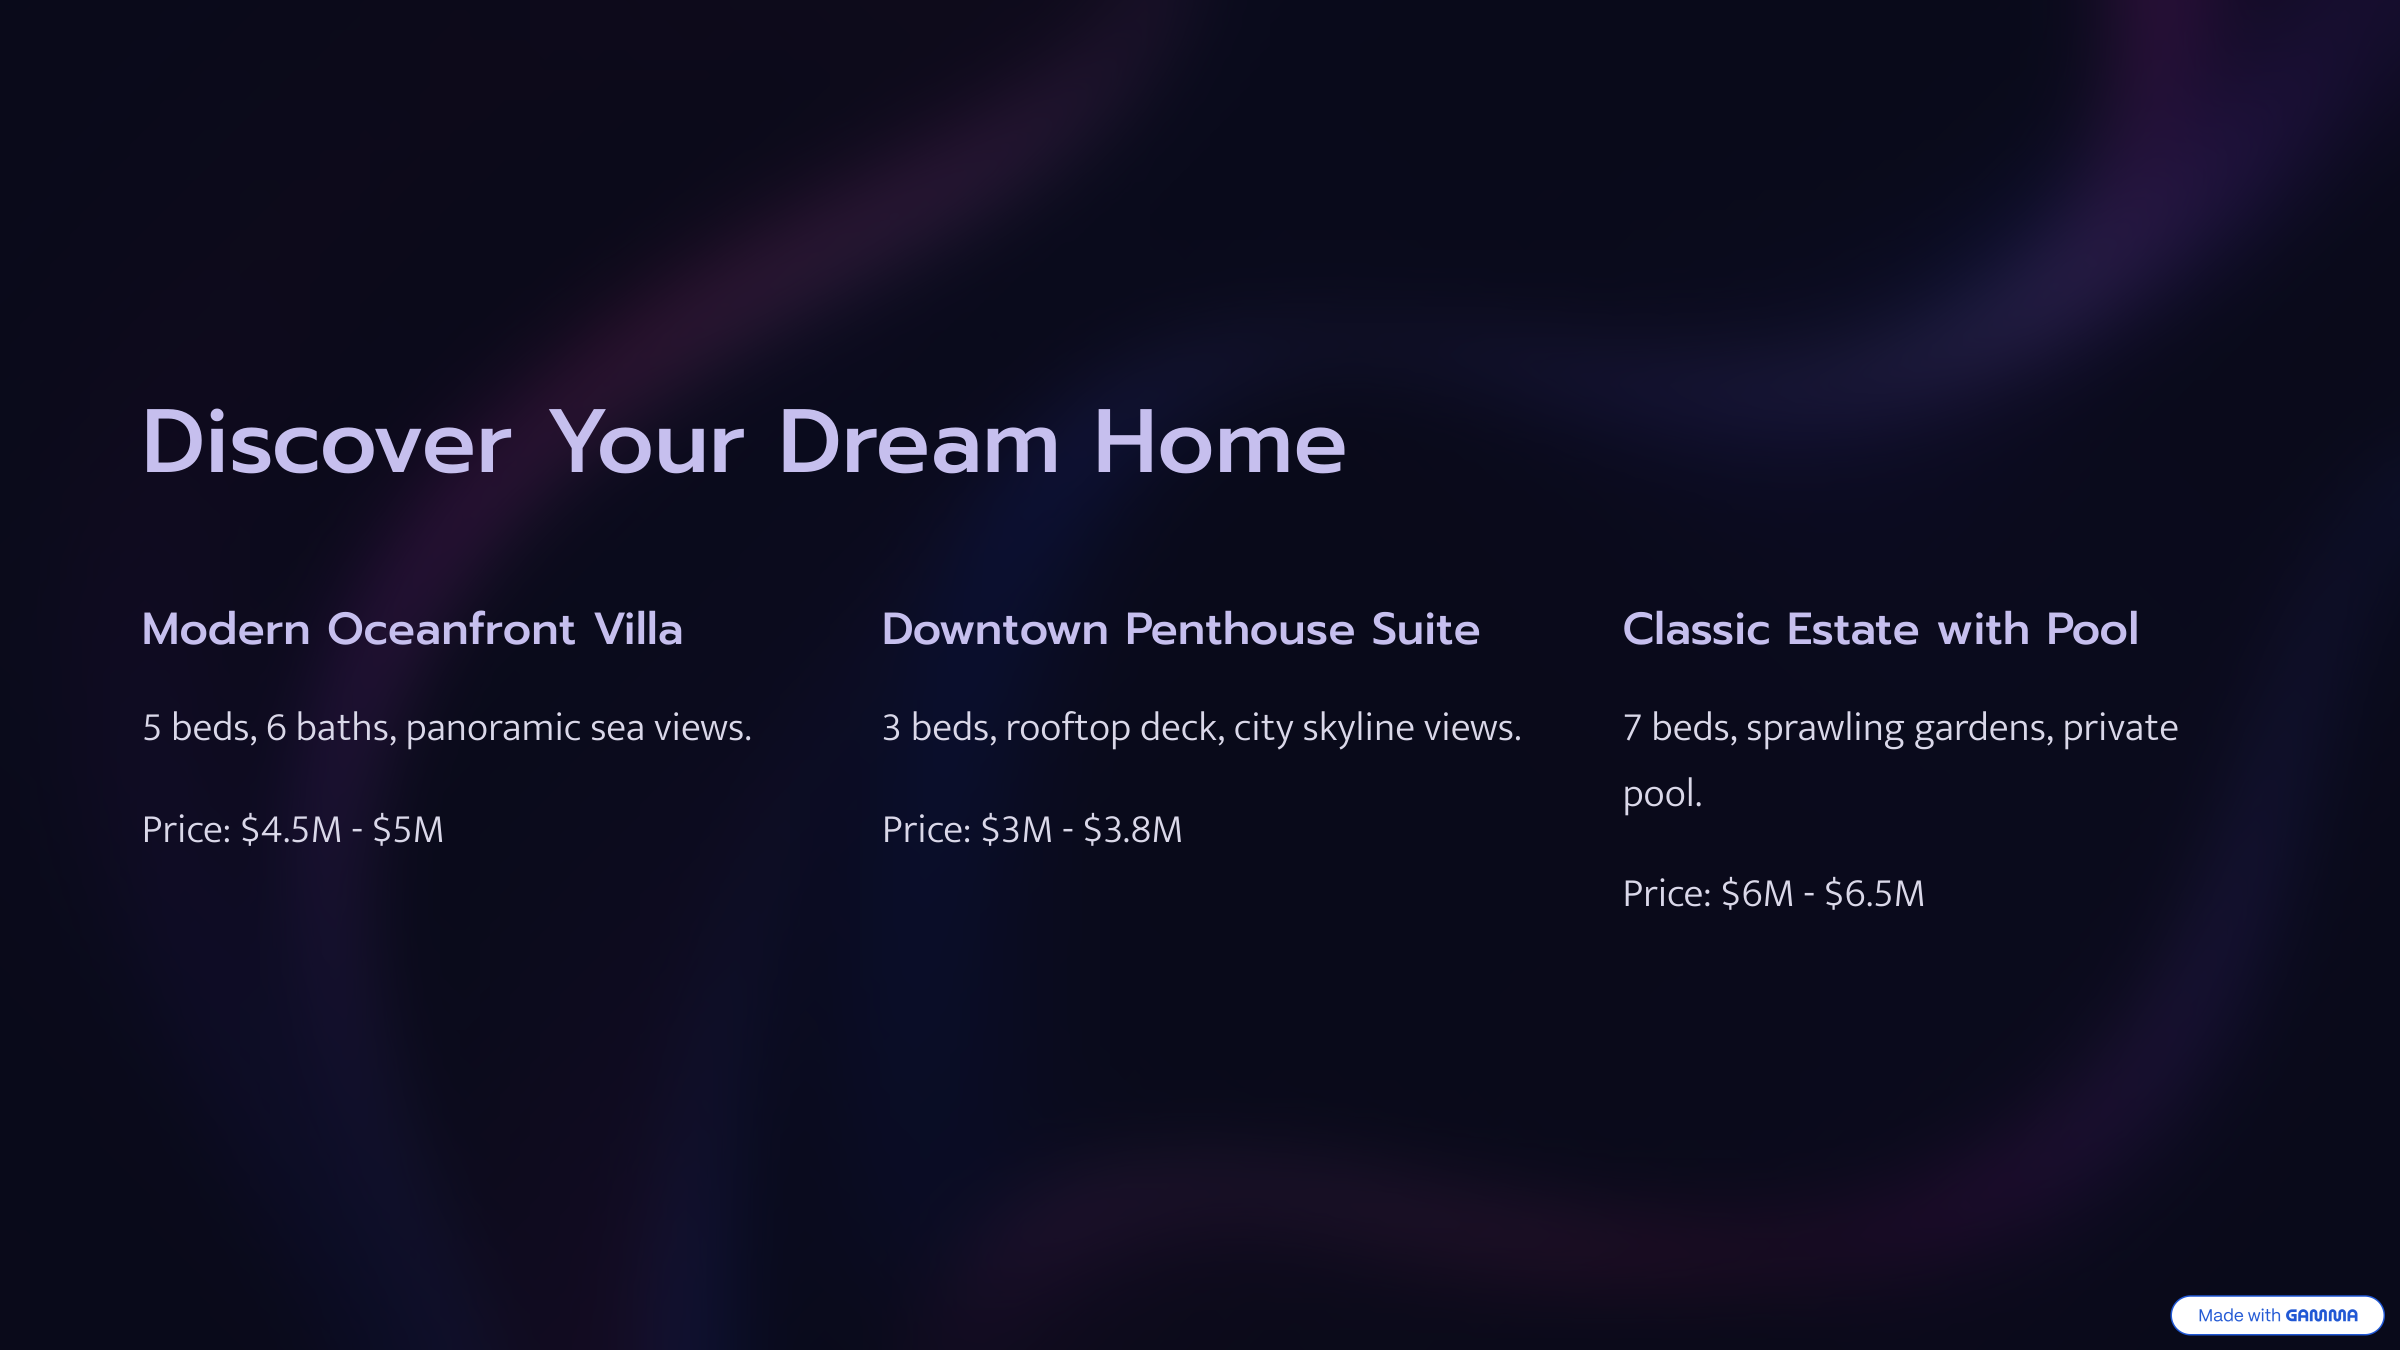 Discover Your Dream Home
Modern Oceanfront Villa
5 beds, 6 baths, panoramic sea views.
Price: $4.5M - $5M
Downtown Penthouse Suite
3 beds, rooftop deck, city skyline views.
Price: $3M - $3.8M
Classic Estate with Pool
7 beds, sprawling gardens, private
pool.
Price: $6M - $6.5M
Made with GAMMA